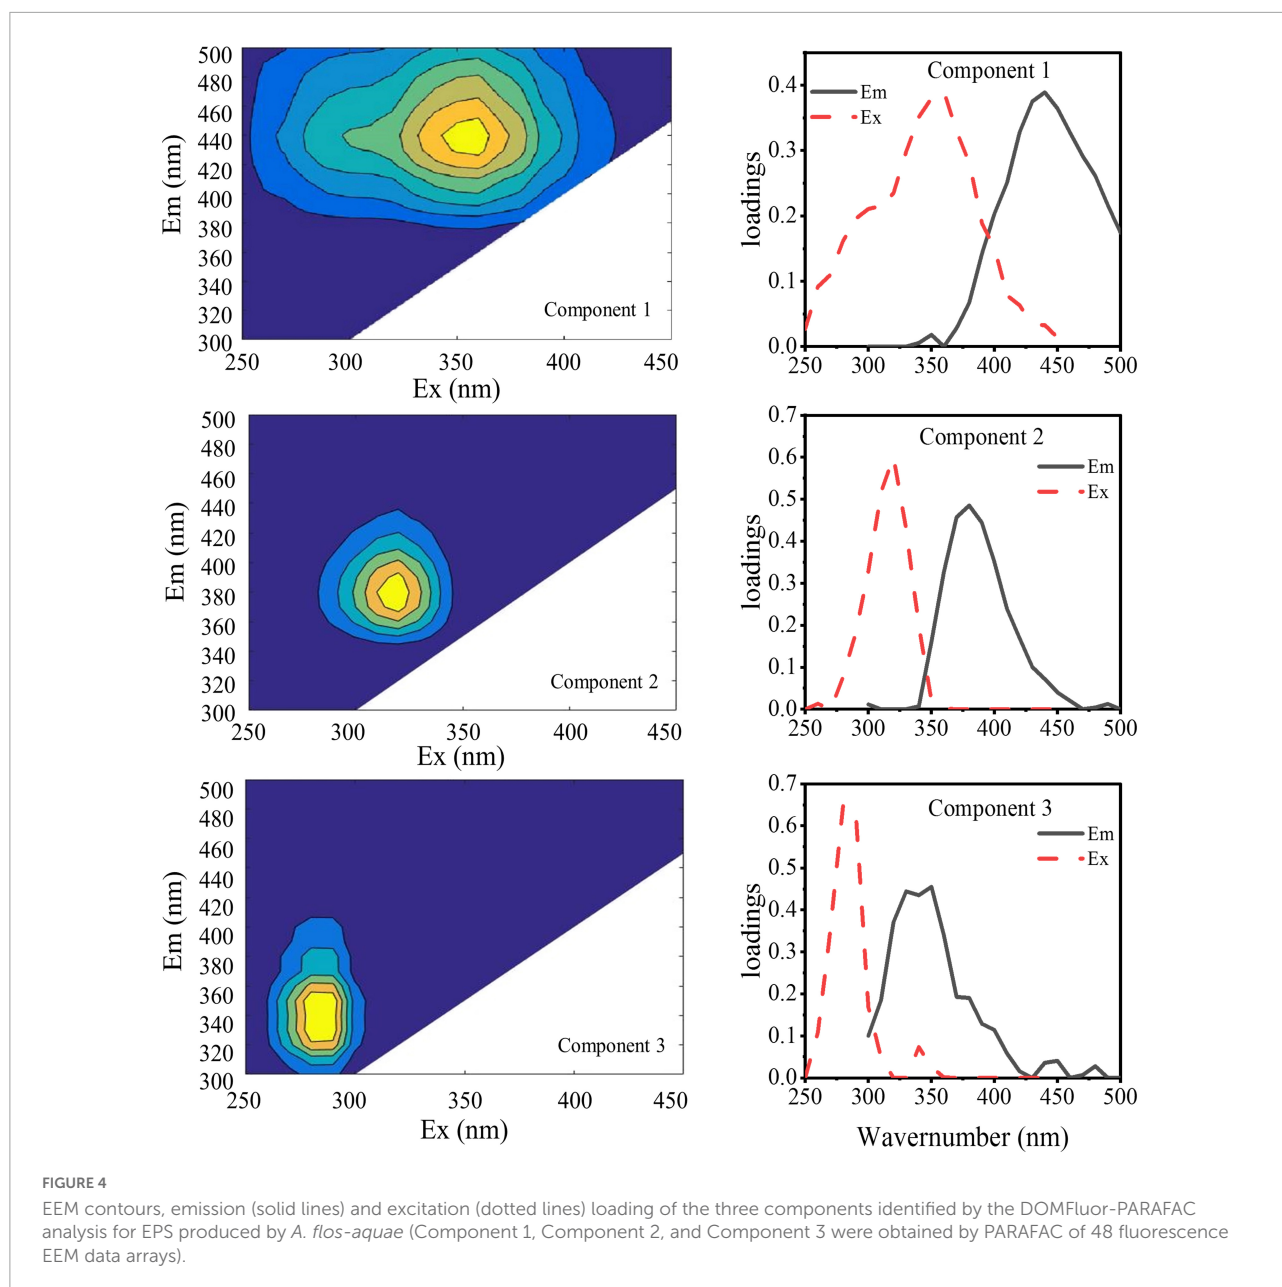 500
480
460
440
420
400
380
360
340
320
300
Em (nm)
Component 1
250 300 350 400 450
Ex (nm)
0.4
0.3
0.2
0.1
0.0
loadings
Component 1
Em
Ex
250 300 350 400 450 500
500
480
460
440
420
400
380
360
340
320
300
Em (nm)
Component 2
250 300 350 400 450
Ex (nm)
0.7
0.6
0.5
0.4
0.3
0.2
0.1
0.0
loadings
Component 2
Em
Ex
250 300 350 400 450 500
500
480
460
440
420
400
380
360
340
320
300
Em (nm)
Component 3
250 300 350 400 450
Ex (nm)
0.7
0.6
0.5
0.4
0.3
0.2
0.1
0.0
loadings
Component 3
Em
Ex
250 300 350 400 450 500
Wavernumber (nm)
FIGURE 4
EEM contours, emission (solid lines) and excitation (dotted lines) loading of the three components identified by the DOMFluor-PARAFAC
analysis for EPS produced by A. flos-aquae (Component 1, Component 2, and Component 3 were obtained by PARAFAC of 48 fluorescence
EEM data arrays).